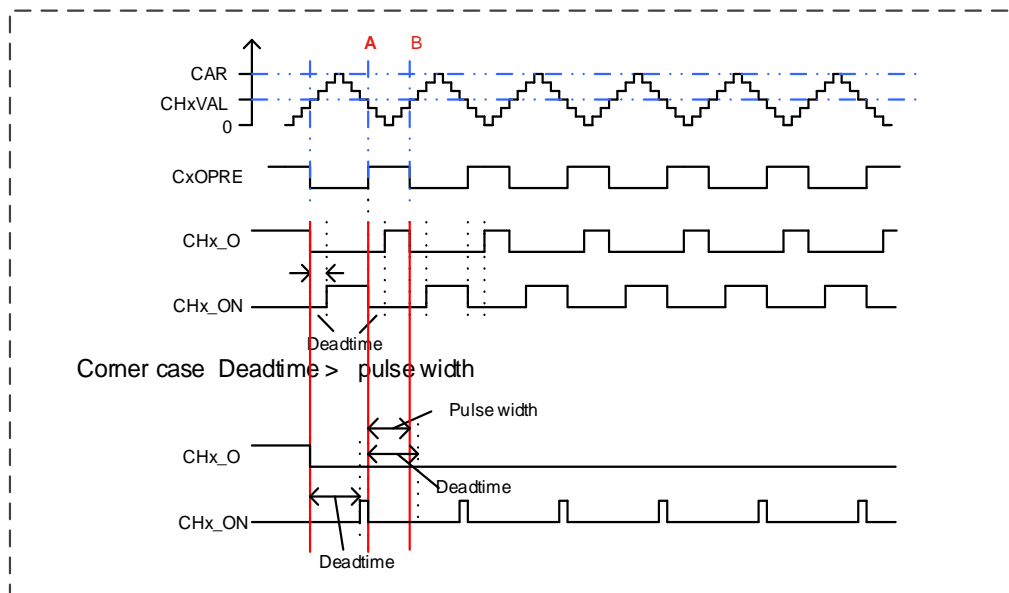 A B
CAR
CHxVAL
0
CxOPRE
CHx_O
CHx_ON
Deadtime
Corner case Deadtime > pulse width
Pulse width
CHx_O
Deadtime
CHx_ON
Deadtime